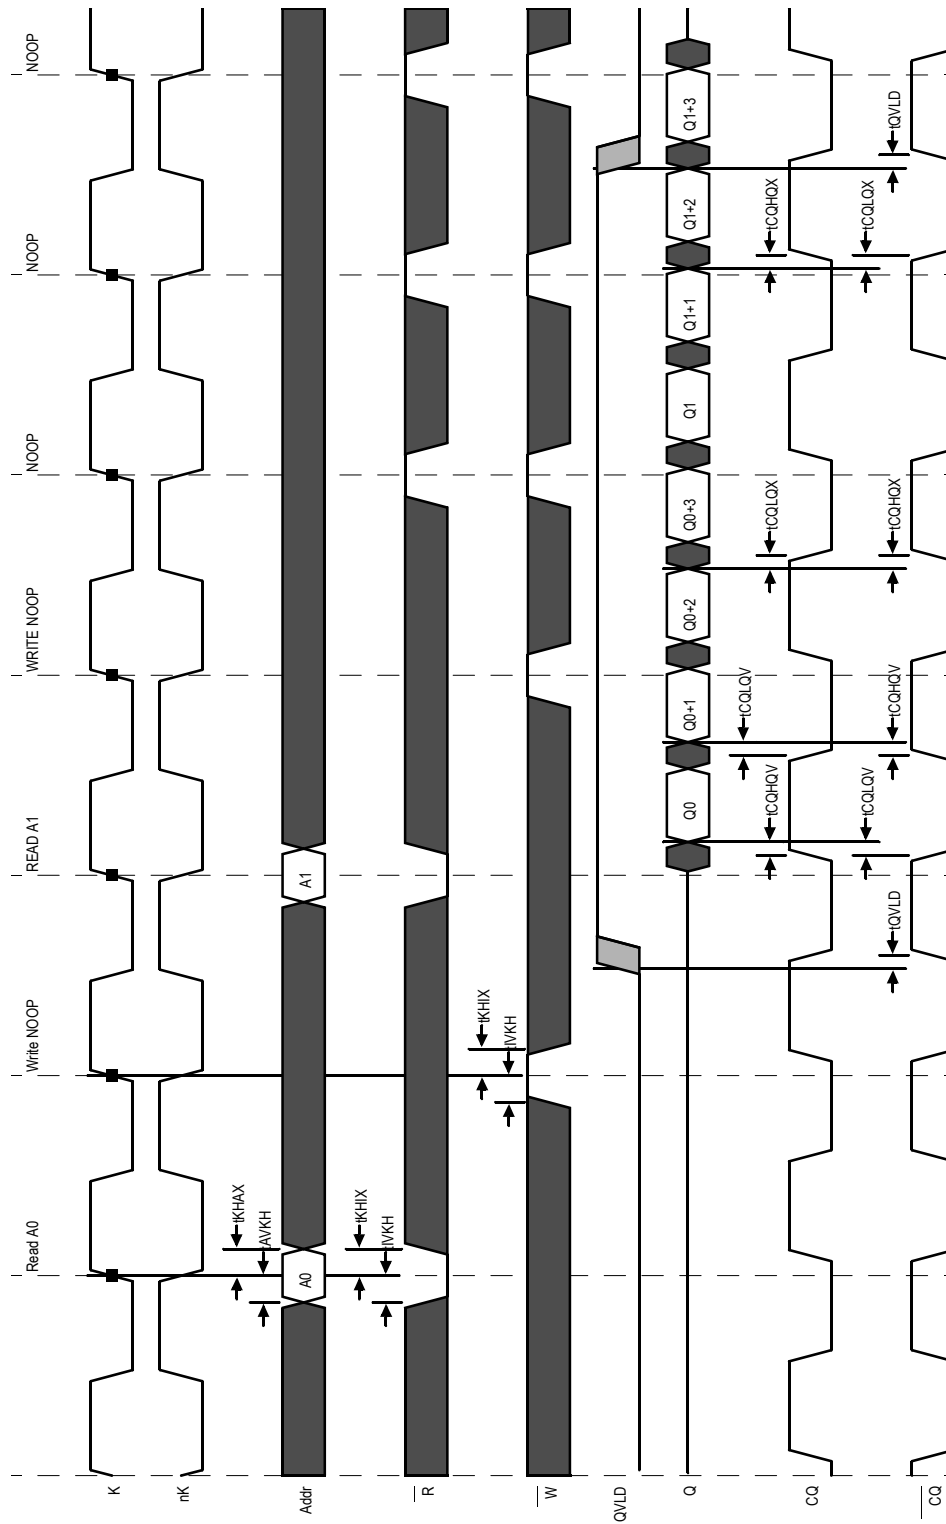 Read A0 Write NOOP READ A1 WRITE NOOP NOOP NOOP NOOP
K
nK
tKHAX
tAVKH
Addr A0 A1
tKHIX
tIVKH
R
tKHIX
tIVKH
W
QVLD
Q Q0 Q0+1 Q0+2 Q0+3 Q1 Q1+1 Q1+2 Q1+3
tCQLQV
tCQHQV tCQLQX tCQHQX
CQ
tCQLQV tCQLQX
tQVLD tCQHQV tCQHQX tQVLD
CQ